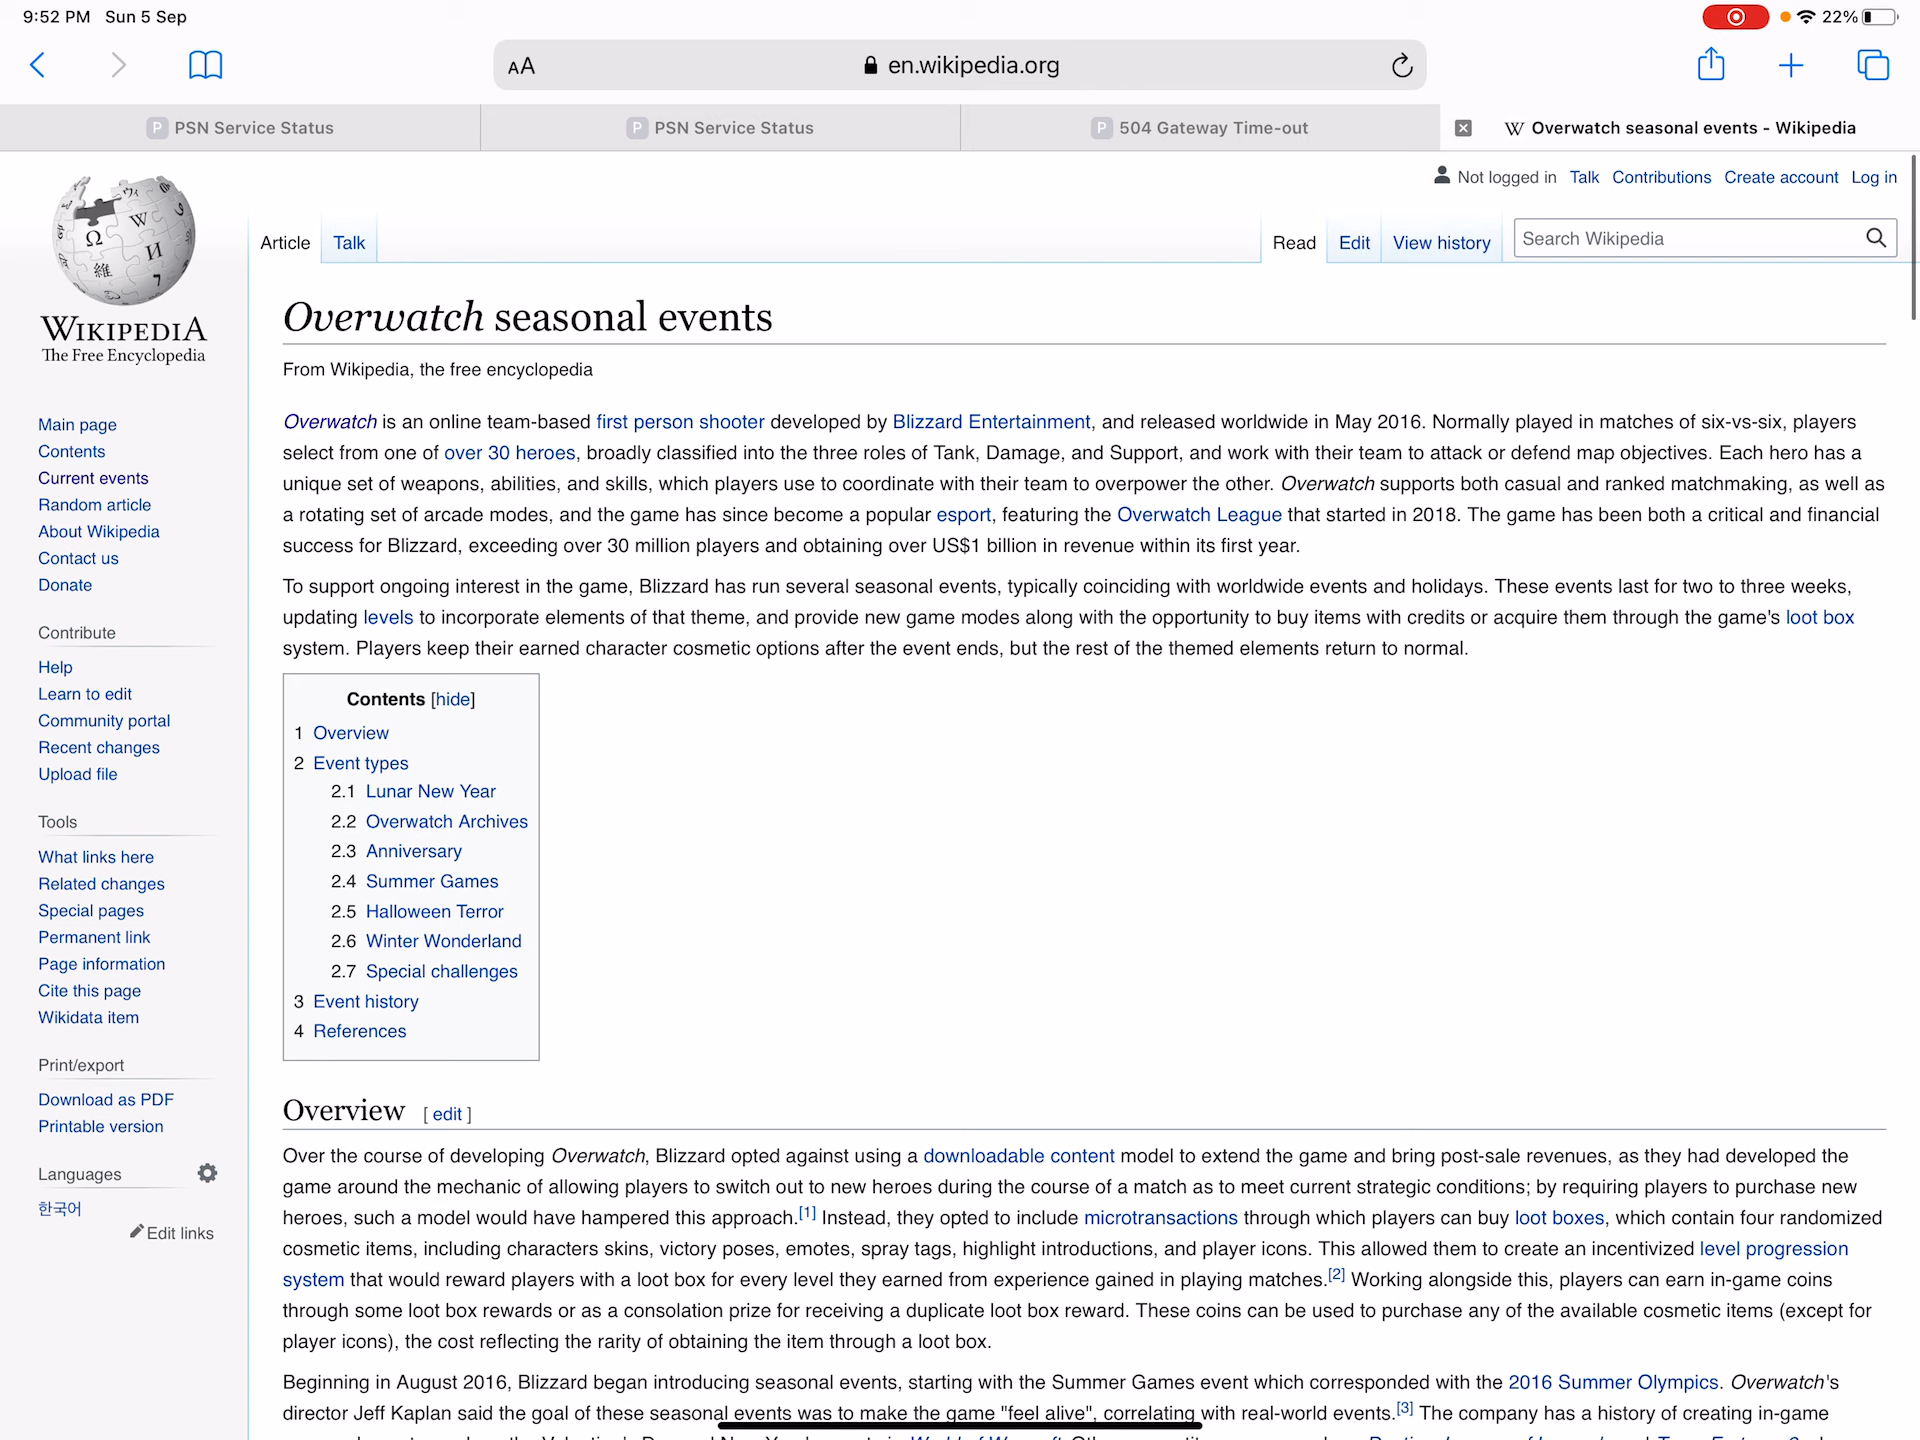 9:52 PM Sun 5 Sep 22%
AA en.wikipedia.org
P PSN Service Status P PSN Service Status P 504 Gateway Time-out W Overwatch seasonal events - Wikipedia
Not logged in Talk Contributions Create account Log in
Article Talk Read Edit View history Search Wikipedia
WIKIPEDIA
The Free Encyclopedia
Main page
Contents
Current events
Random article
About Wikipedia
Contact us
Donate
Contribute
Help
Learn to edit
Community portal
Recent changes
Upload file
Tools
What links here
Related changes
Special pages
Permanent link
Page information
Cite this page
Wikidata item
Print/export
Download as PDF
Printable version
Languages
한국어
Edit links
Overwatch seasonal events
From Wikipedia, the free encyclopedia
Overwatch is an online team-based first person shooter developed by Blizzard Entertainment, and released worldwide in May 2016. Normally played in matches of six-vs-six, players
select from one of over 30 heroes, broadly classified into the three roles of Tank, Damage, and Support, and work with their team to attack or defend map objectives. Each hero has a
unique set of weapons, abilities, and skills, which players use to coordinate with their team to overpower the other. Overwatch supports both casual and ranked matchmaking, as well as
a rotating set of arcade modes, and the game has since become a popular esport, featuring the Overwatch League that started in 2018. The game has been both a critical and financial
success for Blizzard, exceeding over 30 million players and obtaining over US$1 billion in revenue within its first year.
To support ongoing interest in the game, Blizzard has run several seasonal events, typically coinciding with worldwide events and holidays. These events last for two to three weeks,
updating levels to incorporate elements of that theme, and provide new game modes along with the opportunity to buy items with credits or acquire them through the game's loot box
system. Players keep their earned character cosmetic options after the event ends, but the rest of the themed elements return to normal.
Contents [hide]
1 Overview
2 Event types
2.1 Lunar New Year
2.2 Overwatch Archives
2.3 Anniversary
2.4 Summer Games
2.5 Halloween Terror
2.6 Winter Wonderland
2.7 Special challenges
3 Event history
4 References
Overview [ edit ]
Over the course of developing Overwatch, Blizzard opted against using a downloadable content model to extend the game and bring post-sale revenues, as they had developed the
game around the mechanic of allowing players to switch out to new heroes during the course of a match as to meet current strategic conditions; by requiring players to purchase new
heroes, such a model would have hampered this approach.[1] Instead, they opted to include microtransactions through which players can buy loot boxes, which contain four randomized
cosmetic items, including characters skins, victory poses, emotes, spray tags, highlight introductions, and player icons. This allowed them to create an incentivized level progression
system that would reward players with a loot box for every level they earned from experience gained in playing matches.[2] Working alongside this, players can earn in-game coins
through some loot box rewards or as a consolation prize for receiving a duplicate loot box reward. These coins can be used to purchase any of the available cosmetic items (except for
player icons), the cost reflecting the rarity of obtaining the item through a loot box.
Beginning in August 2016, Blizzard began introducing seasonal events, starting with the Summer Games event which corresponded with the 2016 Summer Olympics. Overwatch's
director Jeff Kaplan said the goal of these seasonal events was to make the game "feel alive", correlating with real-world events.[3] The company has a history of creating in-game